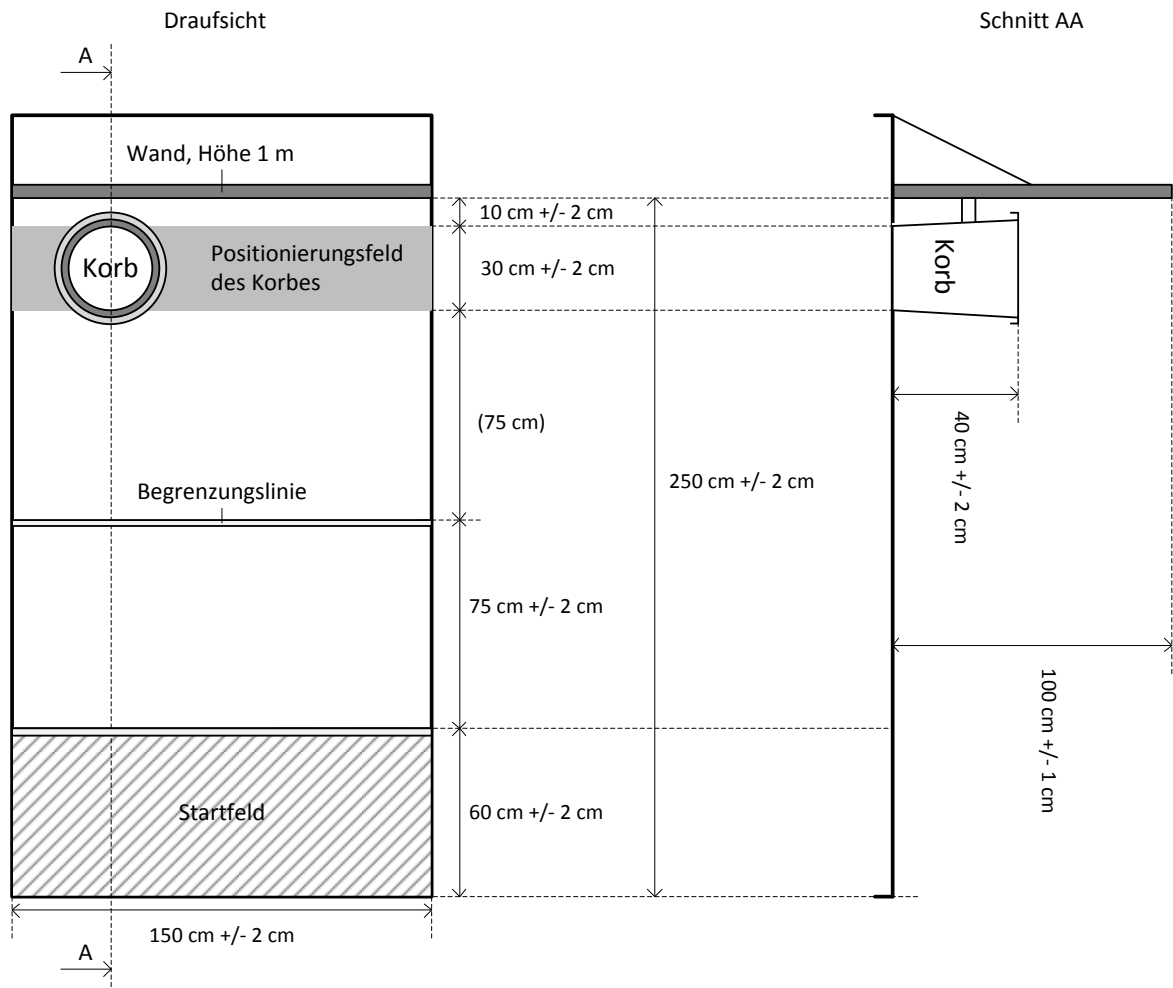 Draufsicht
Schnitt AA
A
Wand, Höhe 1 m
10 cm +/- 2 cm
Korb
Positionierungsfeld
des Korbes
30 cm +/- 2 cm
Korb
(75 cm)
40 cm +/- 2 cm
Begrenzungslinie
250 cm +/- 2 cm
75 cm +/- 2 cm
100 cm +/- 1 cm
Startfeld
60 cm +/- 2 cm
150 cm +/- 2 cm
A